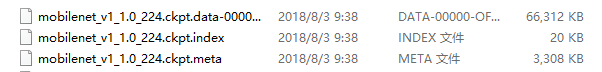 mobilenet_v1_1.0_224.ckpt.data-0000... 2018/8/3 9:38 DATA-00000-OF... 66,312 KB
mobilenet_v1_1.0_224.ckpt.index 2018/8/3 9:38 INDEX 文件 20 KB
mobilenet_v1_1.0_224.ckpt.meta 2018/8/3 9:38 META 文件 3,308 KB